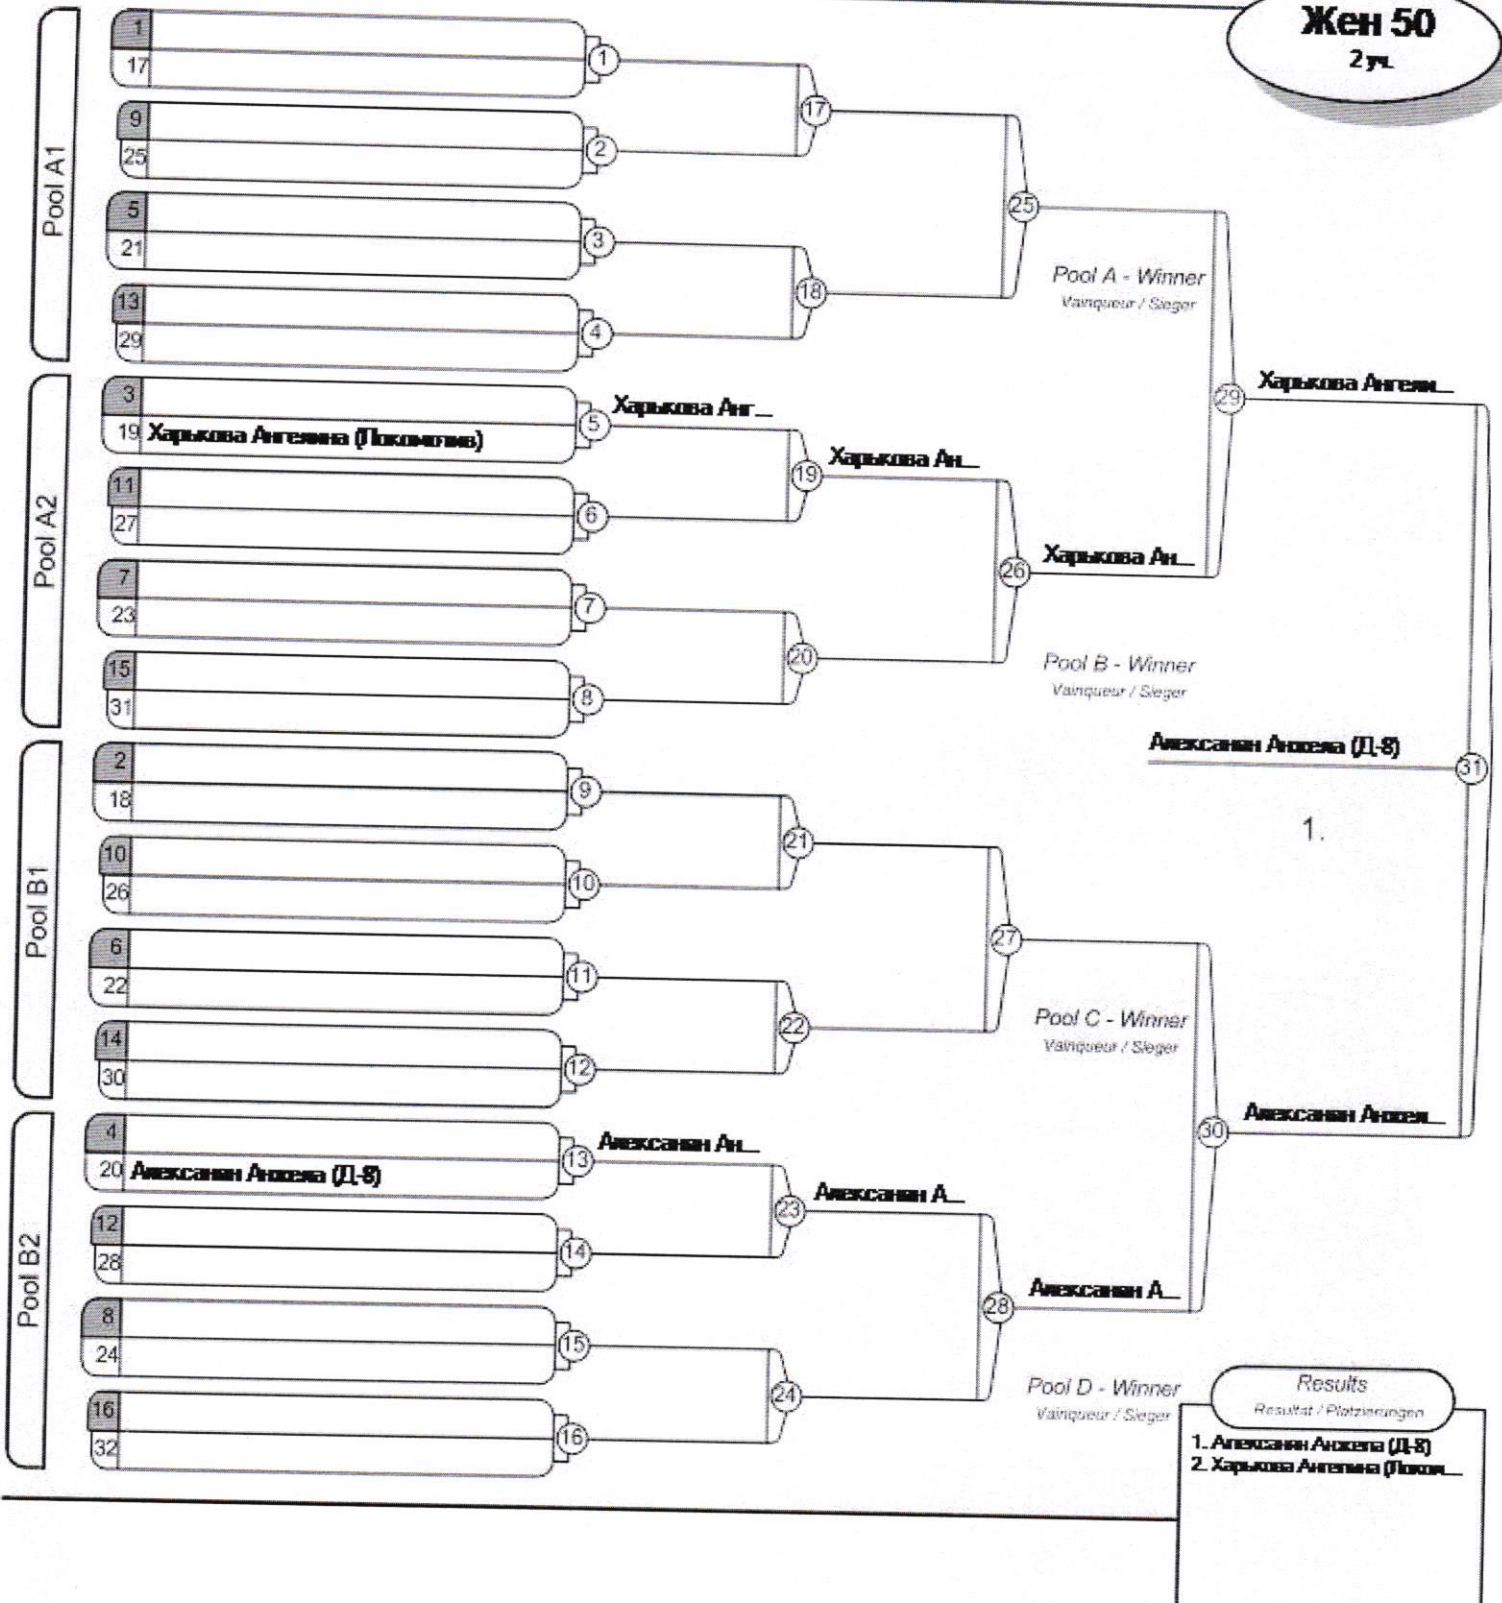 Жен 50
2 уч.
Pool A1
1
17
1
9
25
2
17
5
21
3
13
29
4
18
25
Pool A - Winner
Vainqueur / Sieger
Pool A2
3
19 Харькова Ангелина (Локомотив)
5
Харькова Анг...
11
27
6
19
Харькова Ан...
7
23
7
15
31
8
20
26
Харькова Ан...
29
Харькова Ангели...
Pool B - Winner
Vainqueur / Sieger
Алексанян Анжела (Д-8)
31
1.
Pool B1
2
18
9
10
26
10
21
6
22
11
14
30
12
22
27
Pool C - Winner
Vainqueur / Sieger
Pool B2
4
20 Алексанян Анжела (Д-8)
13
Алексанян Ан...
12
28
14
23
Алексанян А...
8
24
15
16
32
16
24
28
Алексанян А...
30
Алексанян Анжел...
Pool D - Winner
Vainqueur / Sieger
Results
Resultat / Platzierungen
1. Алексанян Анжела (Д-8)
2. Харькова Ангелина (Локом...